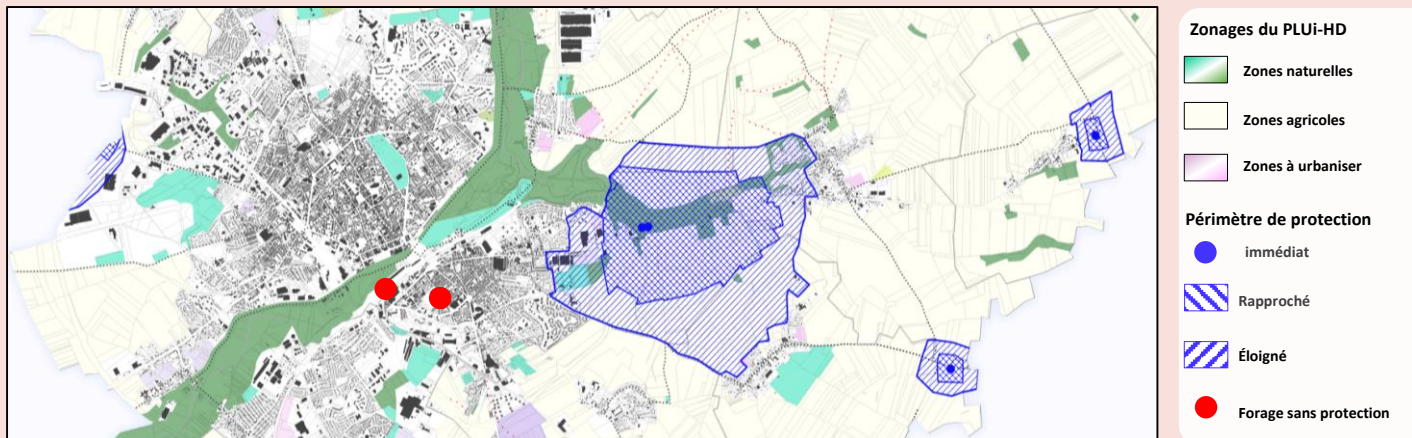 Zonages du PLUi-HD
Zones naturelles
Zones agricoles
Zones à urbaniser
Périmètre de protection
immédiat
Rapproché
Éloigné
Forage sans protection